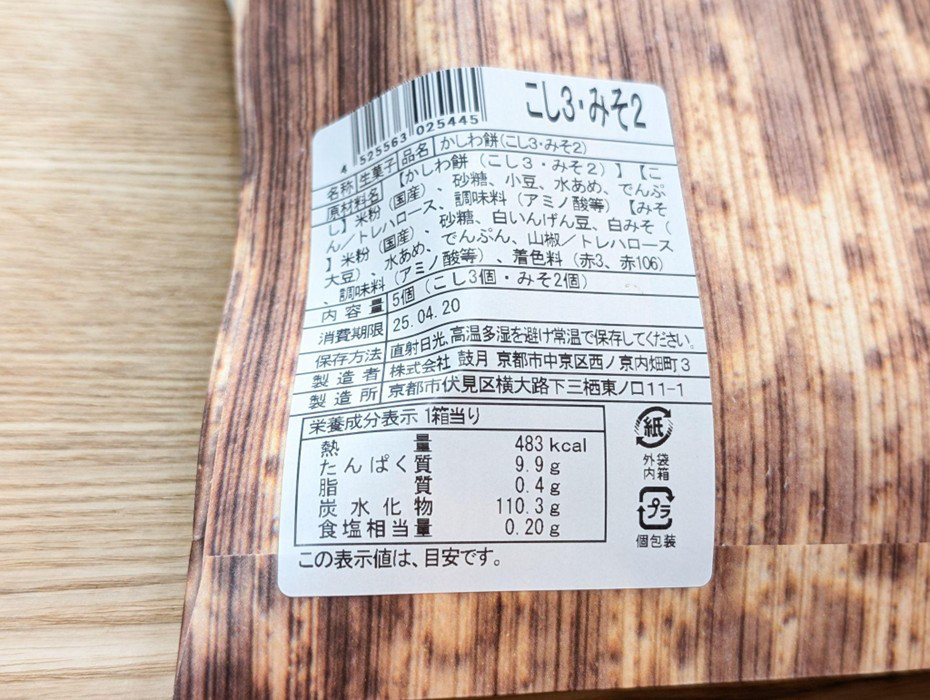 こし3・みそ2
4 525563 025445
名称 生菓子 品名 かしわ餅(こし3・みそ2)
原材料名 【かしわ餅(こし3・みそ2)】【こ
し】米粉(国産)、砂糖、小豆、水あめ、でんぷ
ん/トレハロース、調味料(アミノ酸等)【みそ
】米粉(国産)、砂糖、白いんげん豆、白みそ(
大豆)、水あめ、でんぷん、山椒/トレハロース
、調味料(アミノ酸等)、着色料(赤3、赤106)
内容量 5個(こし3個・みそ2個)
消費期限 25.04.20
保存方法 直射日光、高温多湿を避け常温で保存してください。
製造者 株式会社 鼓月 京都市中京区西ノ京内畑町3
製造所 京都市伏見区横大路下三栖東ノ口11-1
栄養成分表示 1箱当り
熱量 483 kcal
たんぱく質 9.9 g
脂質 0.4 g
炭水化物 110.3 g
食塩相当量 0.20 g
この表示値は、目安です。
紙
外袋
内箱
プラ
個包装